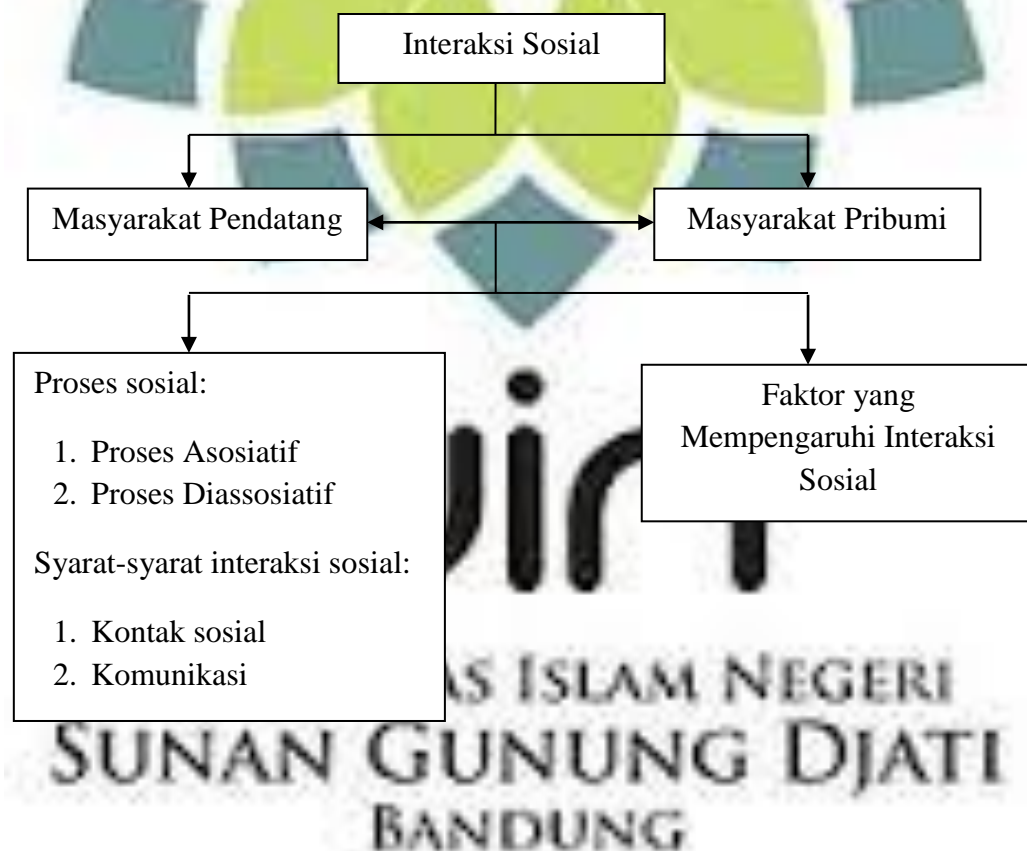 Interaksi Sosial
Masyarakat Pendatang
Masyarakat Pribumi
Proses sosial:
1. Proses Asosiatif
2. Proses Diassosiatif
Syarat-syarat interaksi sosial:
1. Kontak sosial
2. Komunikasi
Faktor yang
Mempengaruhi Interaksi
Sosial
AS ISLAM NEGERI
SUNAN GUNUNG DJATI
BANDUNG